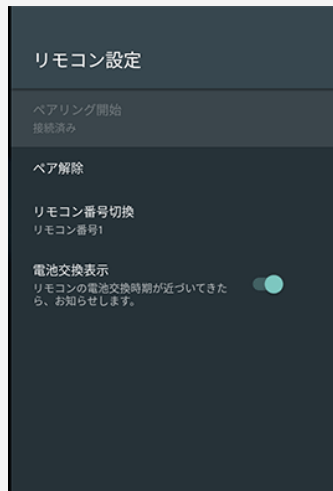 リモコン設定
ペアリング開始
接続済み
ペア解除
リモコン番号切換
リモコン番号1
電池交換表示
リモコンの電池交換時期が近づいてきた
ら、お知らせします。